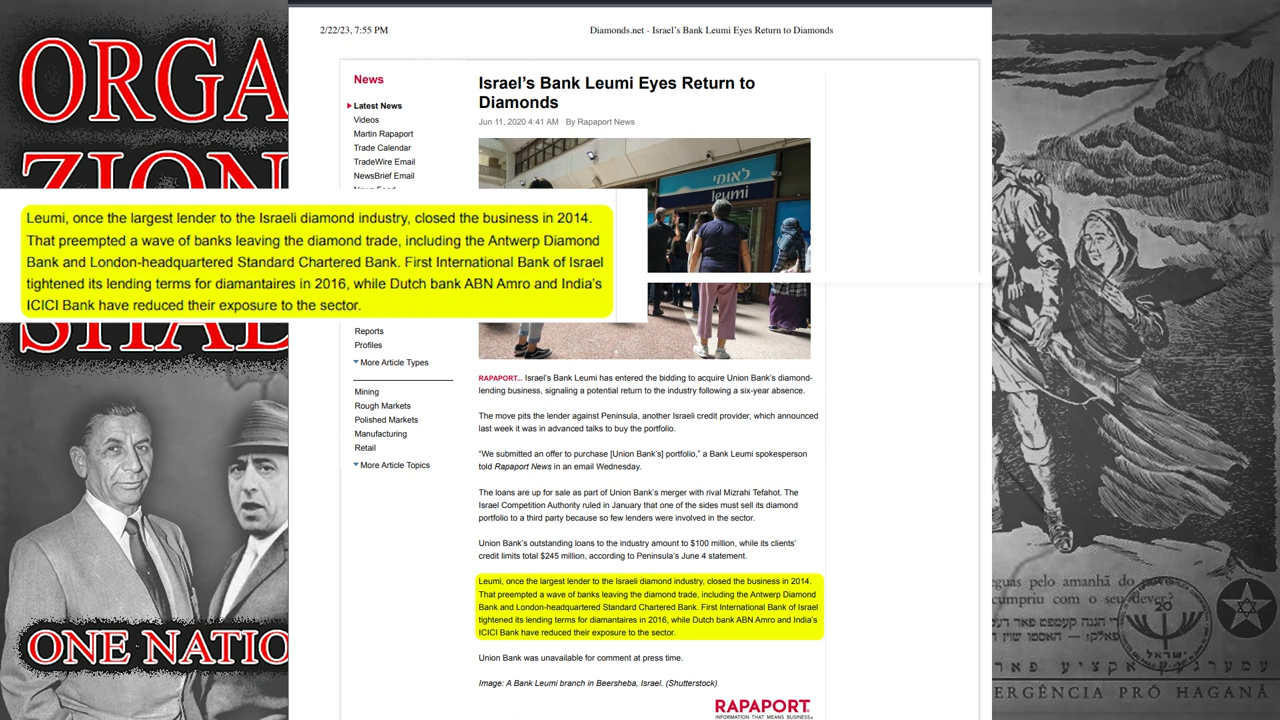 2/22/23, 7:55 PM
Diamonds.net - Israel's Bank Leumi Eyes Return to Diamonds
ORGA
ZION
SHAD
ONE NATIO
News
Latest News
Videos
Martin Rapaport
Trade Calendar
TradeWire Email
NewsBrief Email
Leumi, once the largest lender to the Israeli diamond industry, closed the business in 2014.
That preempted a wave of banks leaving the diamond trade, including the Antwerp Diamond
Bank and London-headquartered Standard Chartered Bank. First International Bank of Israel
tightened its lending terms for diamantaires in 2016, while Dutch bank ABN Amro and India's
ICICI Bank have reduced their exposure to the sector.
Reports
Profiles
More Article Types
Mining
Rough Markets
Polished Markets
Manufacturing
Retail
More Article Topics
Israel's Bank Leumi Eyes Return to
Diamonds
Jun 11, 2020 4:41 AM By Rapaport News
לאומי
leumi
RAPAPORT... Israel's Bank Leumi has entered the bidding to acquire Union Bank's diamond-
lending business, signaling a potential return to the industry following a six-year absence.
The move pits the lender against Peninsula, another Israeli credit provider, which announced
last week it was in advanced talks to buy the portfolio.
“We submitted an offer to purchase [Union Bank's] portfolio,” a Bank Leumi spokesperson
told Rapaport News in an email Wednesday.
The loans are up for sale as part of Union Bank's merger with rival Mizrahi Tefahot. The
Israel Competition Authority ruled in January that one of the sides must sell its diamond
portfolio to a third party because so few lenders were involved in the sector.
Union Bank's outstanding loans to the industry amount to $100 million, while its clients'
credit limits total $245 million, according to Peninsula's June 4 statement.
Leumi, once the largest lender to the Israeli diamond industry, closed the business in 2014.
That preempted a wave of banks leaving the diamond trade, including the Antwerp Diamond
Bank and London-headquartered Standard Chartered Bank. First International Bank of Israel
tightened its lending terms for diamantaires in 2016, while Dutch bank ABN Amro and India's
ICICI Bank have reduced their exposure to the sector.
Union Bank was unavailable for comment at press time.
Image: A Bank Leumi branch in Beersheba, Israel. (Shutterstock)
RAPAPORT
INFORMATION THAT MEANS BUSINESS
eguas pelo amanhã do povo
cumpriu com o seu dever?
20
ישראל
ERGÊNCIA PRÓ HAGANÁ